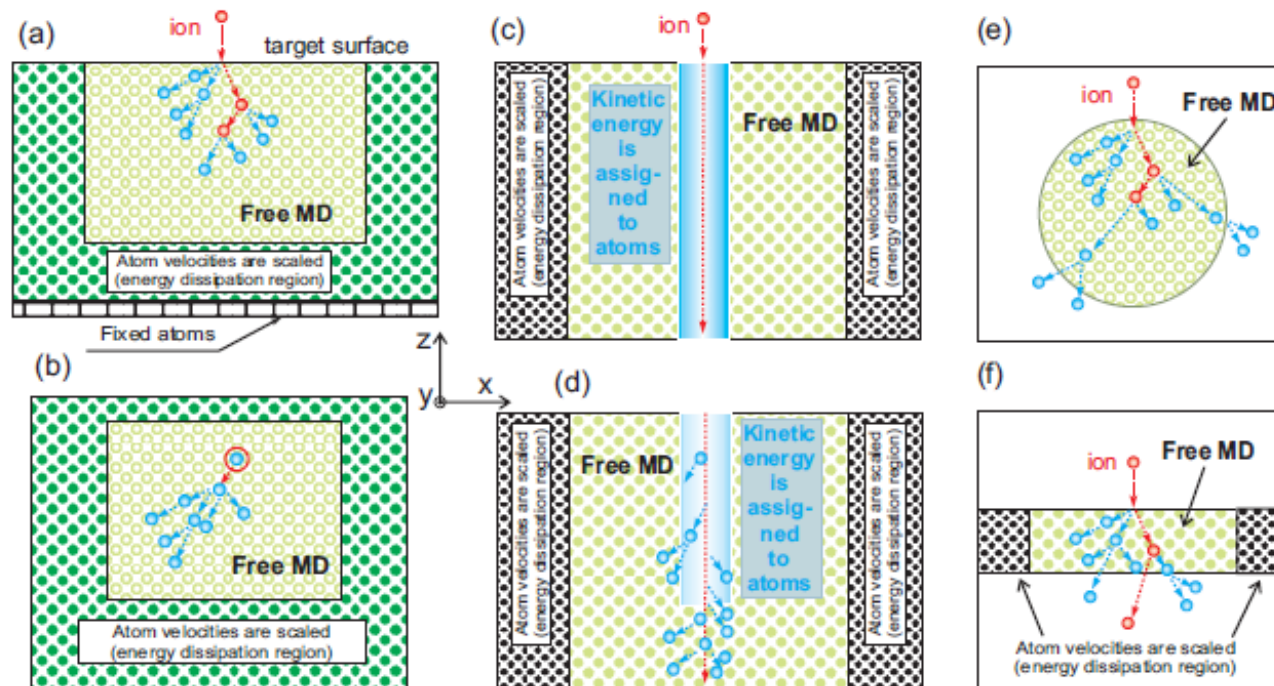 (a)
ion
target surface
Free MD
Atom velocities are scaled
(energy dissipation region)
Fixed atoms
(b)
Free MD
Atom velocities are scaled
(energy dissipation region)
z
y
x
(c)
ion
Atom velocities are scaled
(energy dissipation region)
Kinetic
energy
is
assig-
ned
to
atoms
Free MD
Atom velocities are scaled
(energy dissipation region)
(d)
Atom velocities are scaled
(energy dissipation region)
Free MD
Kinetic
energy
is
assig-
ned
to
atoms
Atom velocities are scaled
(energy dissipation region)
(e)
ion
Free MD
(f)
ion
Free MD
Atom velocities are scaled
(energy dissipation region)